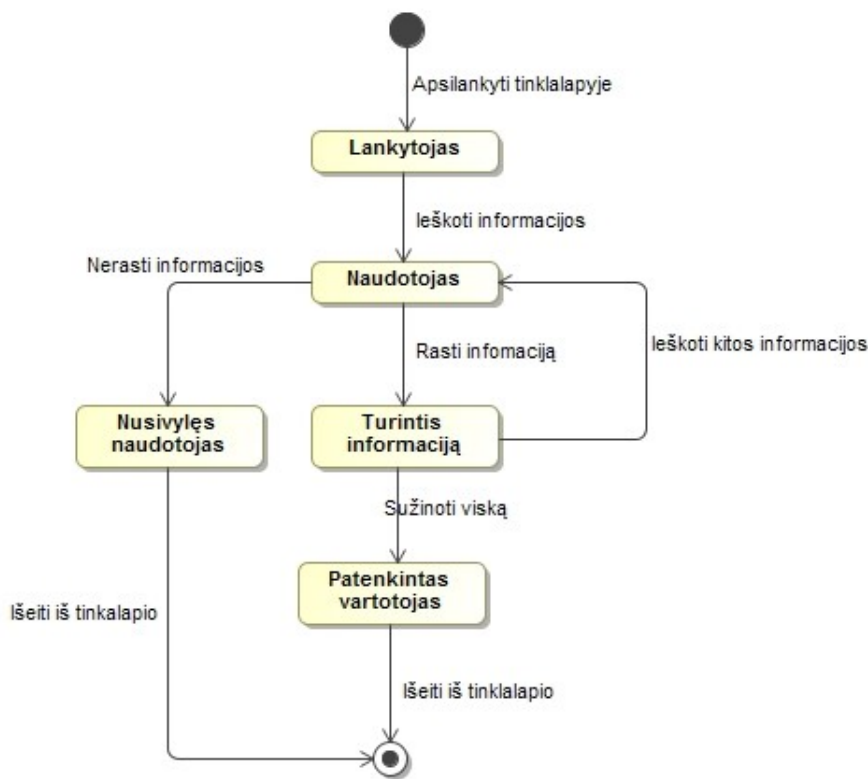 Apsilankyti tinklalapyje
Lankytojas
Ieškoti informacijos
Nerasti informacijos
Naudotojas
Rasti infomaciją
Ieškoti kitos informacijos
Nusivylęs
naudotojas
Turintis
informaciją
Sužinoti viską
Patenkintas
vartotojas
Išeiti iš tinkalapio
Išeiti iš tinklalapio